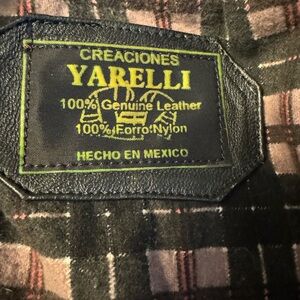 CREACIONES
YARELLI
100% Genuine Leather
100% Forro:Nylon
HECHO EN MEXICO